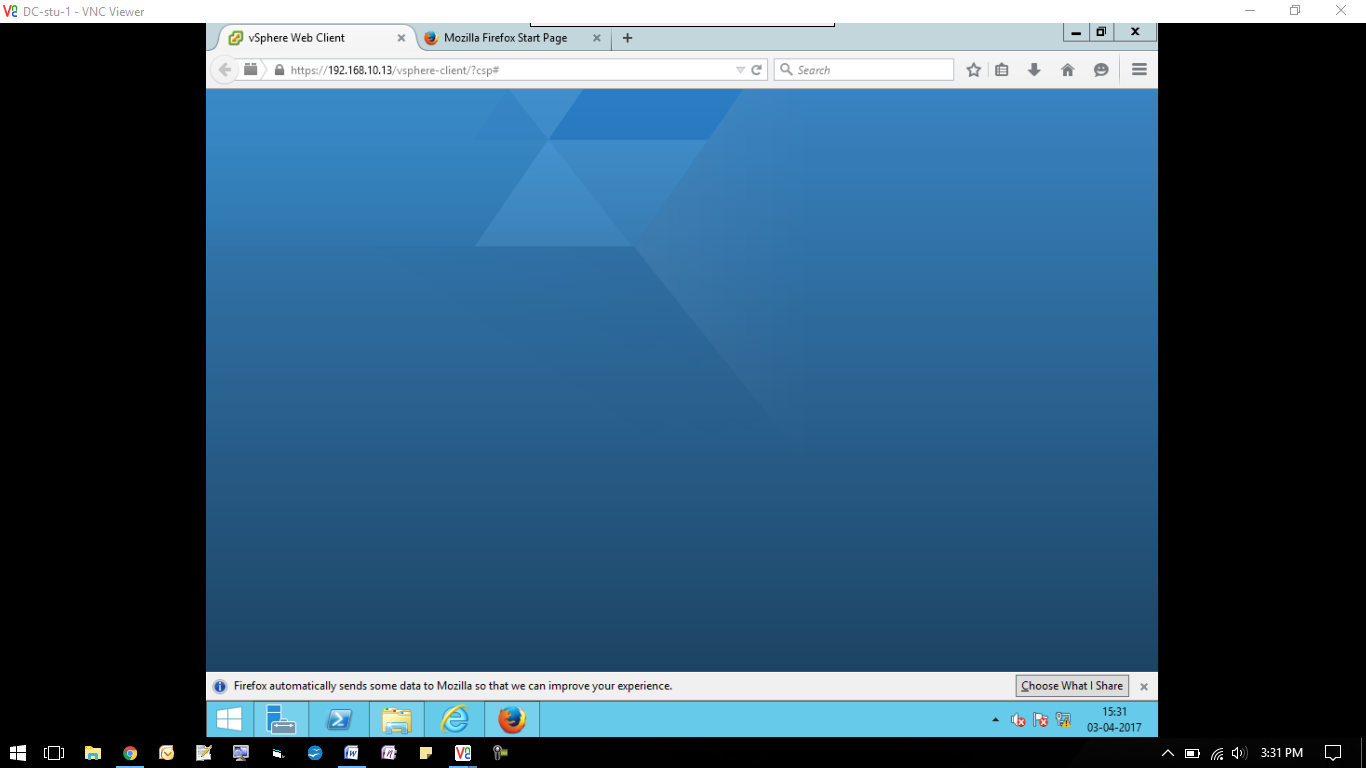 DC-stu-1 - VNC Viewer
vSphere Web Client
Mozilla Firefox Start Page
https://192.168.10.13/vsphere-client/?csp#
Search
Firefox automatically sends some data to Mozilla so that we can improve your experience.
Choose What I Share
15:31
03-04-2017
3:31 PM